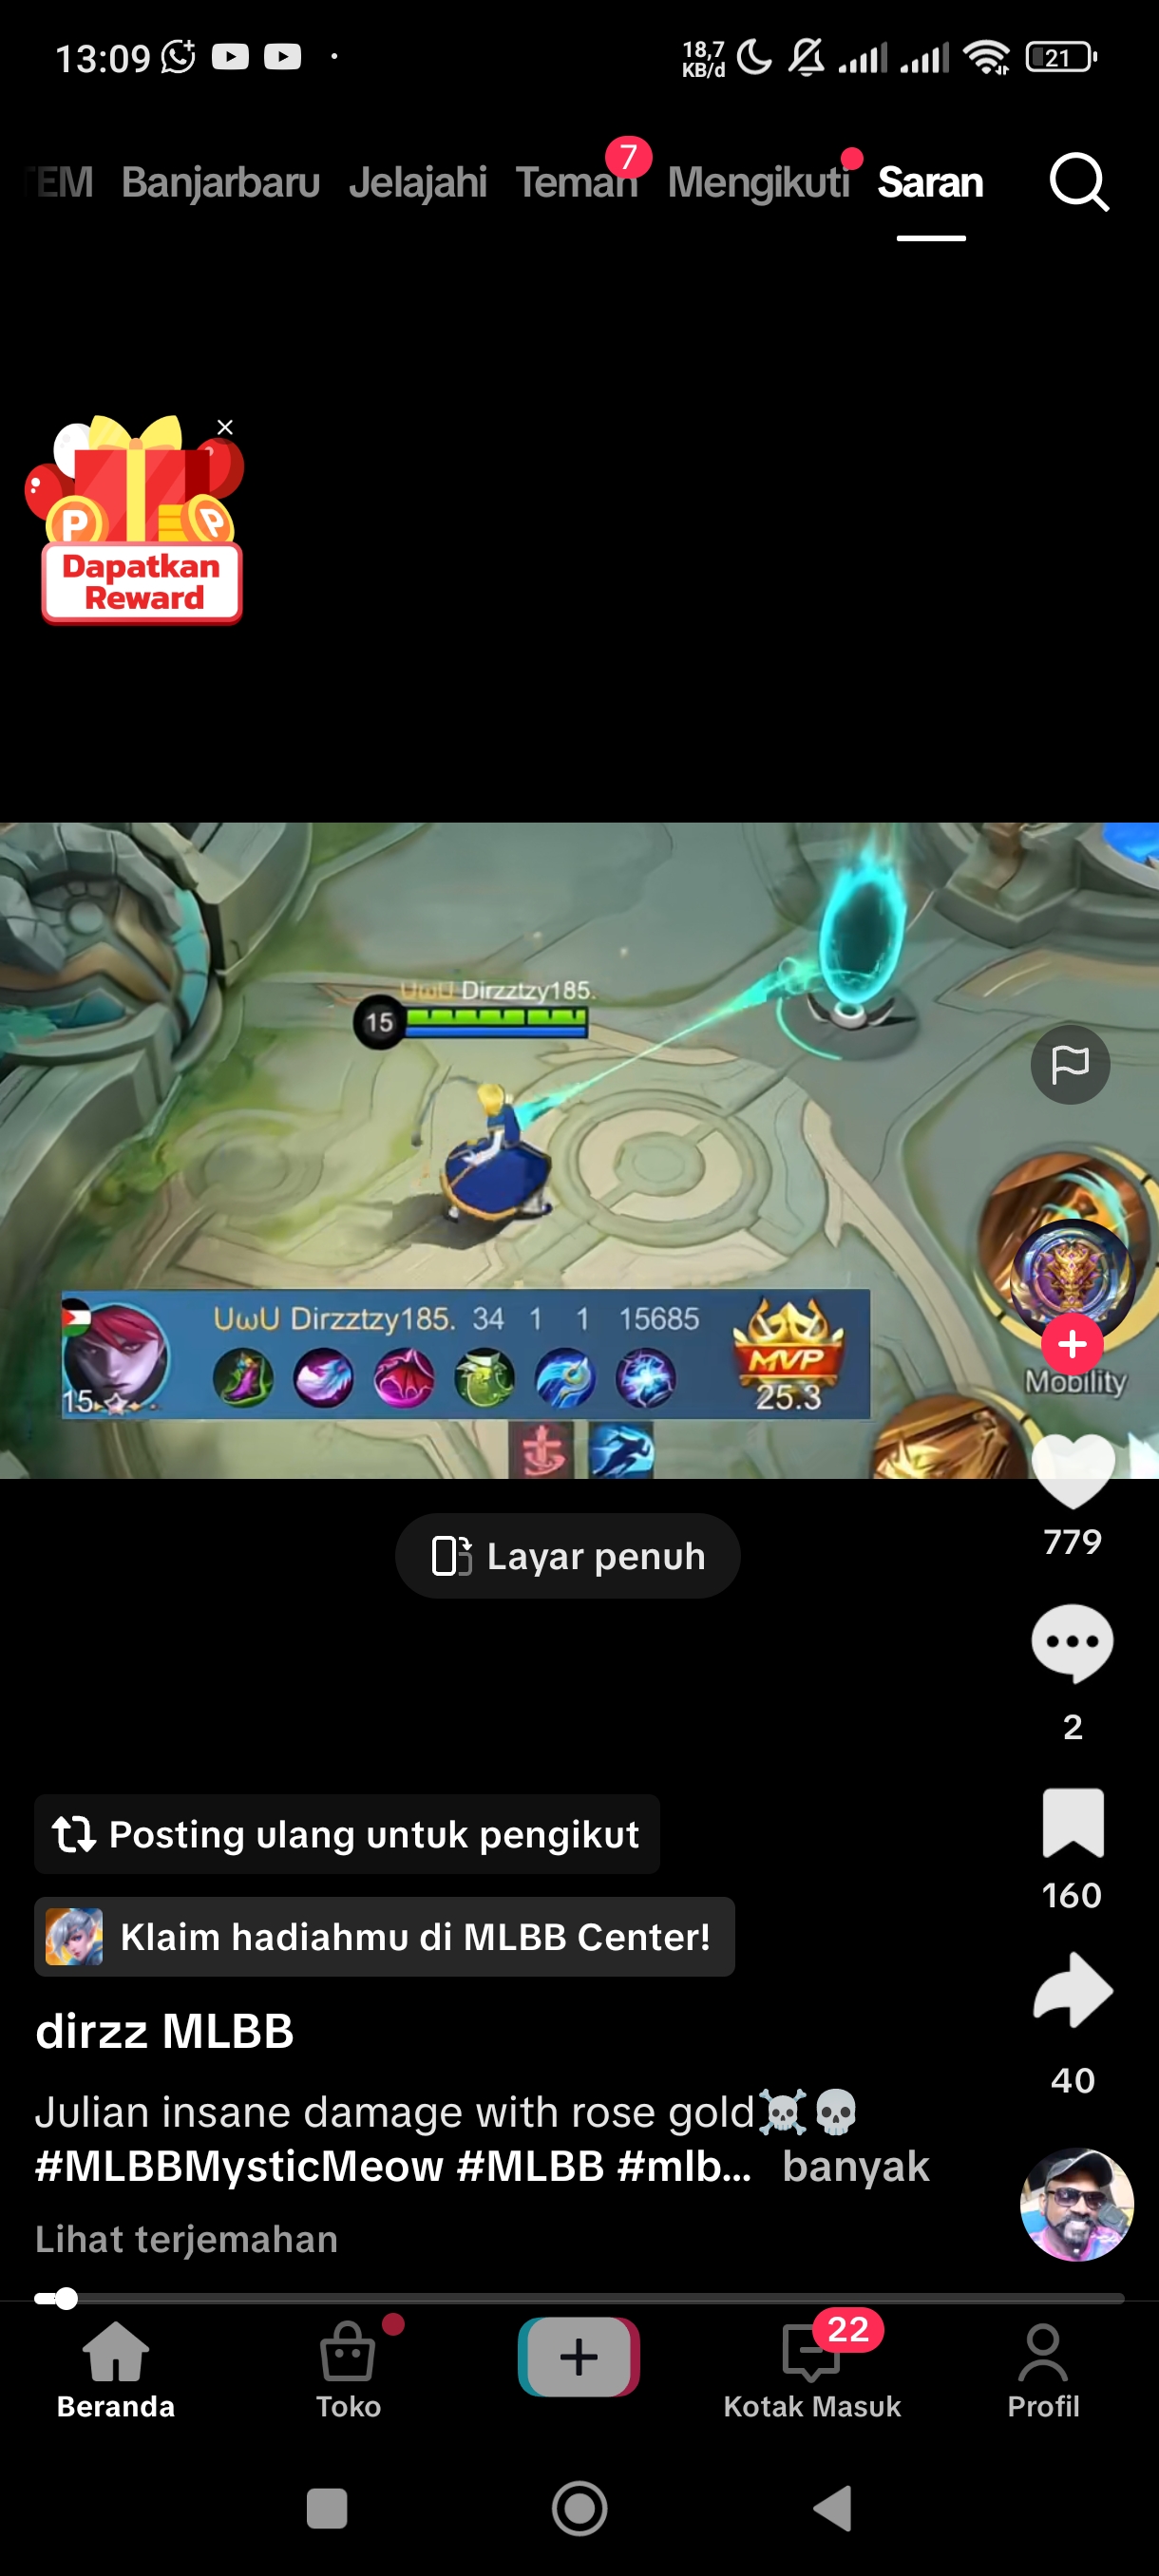 13:09
18,7
KB/d
21
TEM Banjarbaru Jelajahi Teman 7 Mengikuti Saran
P P
Dapatkan
Reward
UωU Dirzztzy185.
15
UωU Dirzztzy185. 34 1 1 15685
MVP
15
25.3
Mobility
779
Layar penuh
2
Posting ulang untuk pengikut
160
Klaim hadiahmu di MLBB Center!
dirzz MLBB
40
Julian insane damage with rose gold☠️💀
#MLBBMysticMeow #MLBB #mlb... banyak
Lihat terjemahan
22
Beranda Toko Kotak Masuk Profil